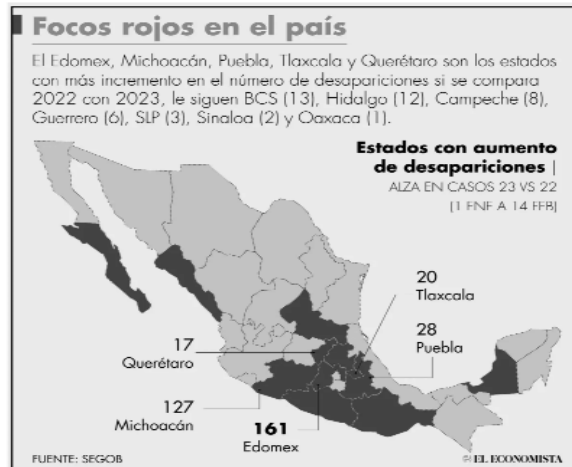 Focos rojos en el país
El Edomex, Michoacán, Puebla, Tlaxcala y Querétaro son los estados
con más incremento en el número de desapariciones si se compara
2022 con 2023, le siguen BCS (13), Hidalgo (12), Campeche (8),
Guerrero (6), SLP (3), Sinaloa (2) y Oaxaca (1).
Estados con aumento
de desapariciones |
ALZA EN CASOS 23 VS 22
(1 ENE A 14 FEB)
20
Tlaxcala
28
Puebla
17
Querétaro
127
Michoacán
161
Edomex
FUENTE: SEGOB
EL ECONOMISTA